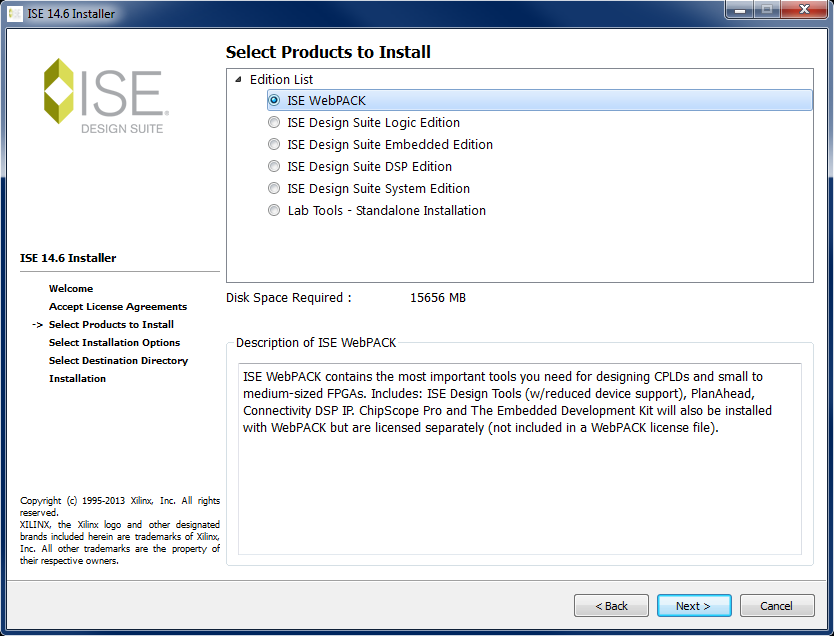 ISE 14.6 Installer
ISE
DESIGN SUITE
ISE 14.6 Installer
Welcome
Accept License Agreements
-> Select Products to Install
Select Installation Options
Select Destination Directory
Installation
Copyright (c) 1995-2013 Xilinx, Inc. All rights
reserved.
XILINX, the Xilinx logo and other designated
brands included herein are trademarks of Xilinx,
Inc. All other trademarks are the property of
their respective owners.
Select Products to Install
Edition List
ISE WebPACK
ISE Design Suite Logic Edition
ISE Design Suite Embedded Edition
ISE Design Suite DSP Edition
ISE Design Suite System Edition
Lab Tools - Standalone Installation
Disk Space Required : 15656 MB
Description of ISE WebPACK
ISE WebPACK contains the most important tools you need for designing CPLDs and small to
medium-sized FPGAs. Includes: ISE Design Tools (w/reduced device support), PlanAhead,
Connectivity DSP IP. ChipScope Pro and The Embedded Development Kit will also be installed
with WebPACK but are licensed separately (not included in a WebPACK license file).
< Back Next > Cancel